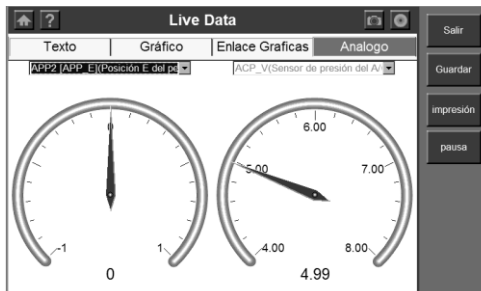 ?
Live Data
Salir
Texto
Gráfico
Enlace Graficas
Analogo
APP2 [APP_E](Posición E del pe
ACP_V(Sensor de presión del A/
Guardar
impresión
pausa
0
-1
1
0
6.00
5.00
7.00
4.00
8.00
4.99